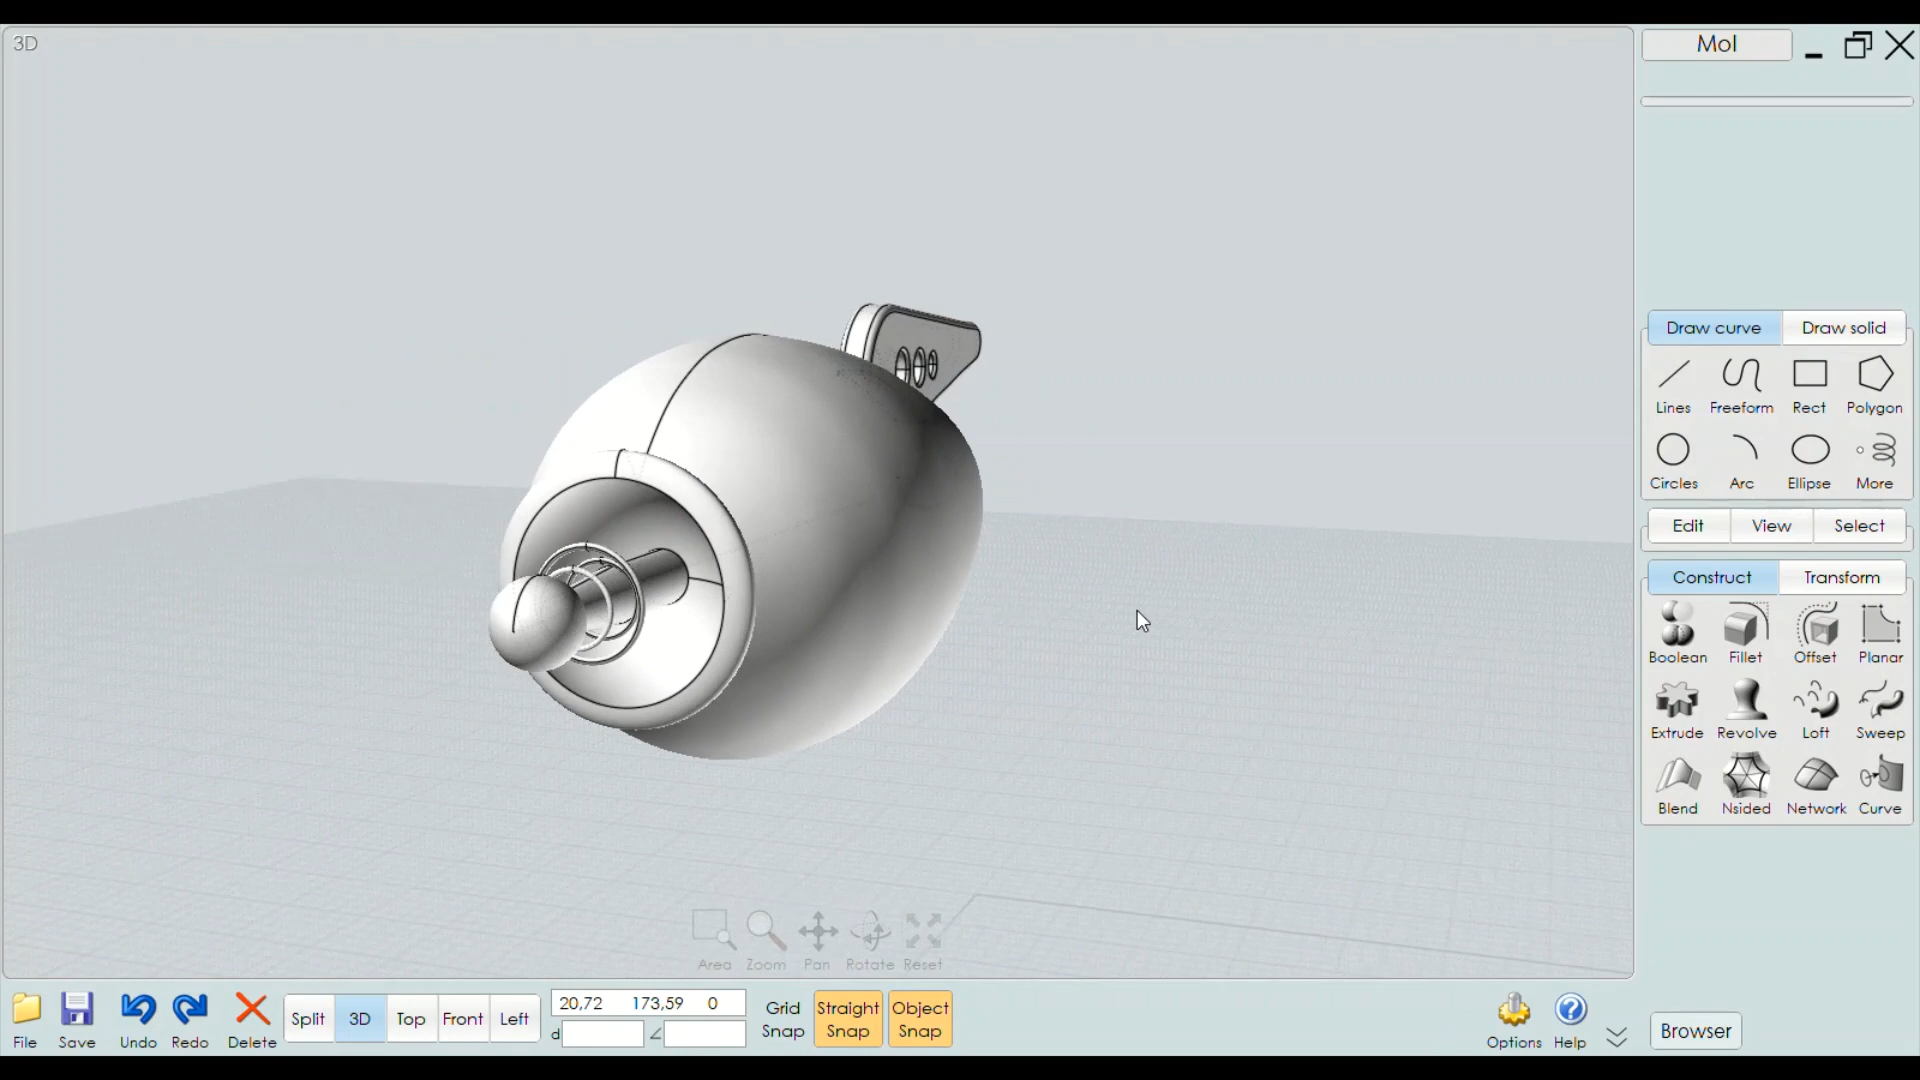 3D
MoI
Draw curve Draw solid
Lines Freeform Rect Polygon
Circles Arc Ellipse More
Edit View Select
Construct Transform
Boolean Fillet Offset Planar
Extrude Revolve Loft Sweep
Blend Nsided Network Curve
Area Zoom Pan Rotate Reset
File Save Undo Redo Delete
Split 3D Top Front Left
20,72 173,59 0
d ∠
Grid Snap
Straight Snap
Object Snap
Options Help
Browser